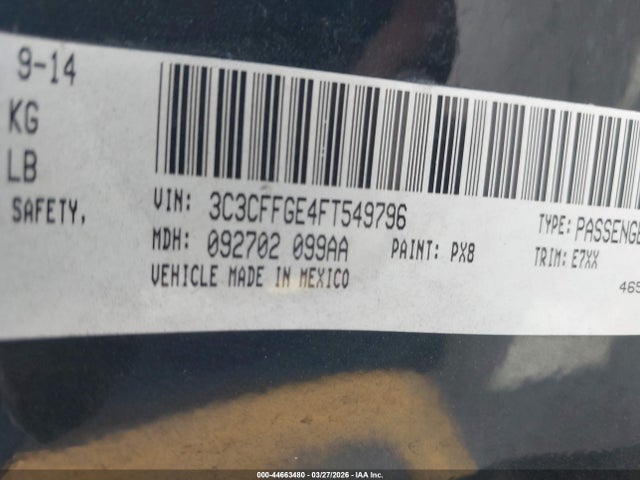 9-14
KG
LB
SAFETY,
VIN: 3C3CFFGE4FT549796
MDH: 092702 099AA PAINT: PX8
VEHICLE MADE IN MEXICO
TYPE: PASSENGE
TRIM: E7XX
465
000-44663480 - 03/27/2026 - IAA Inc.